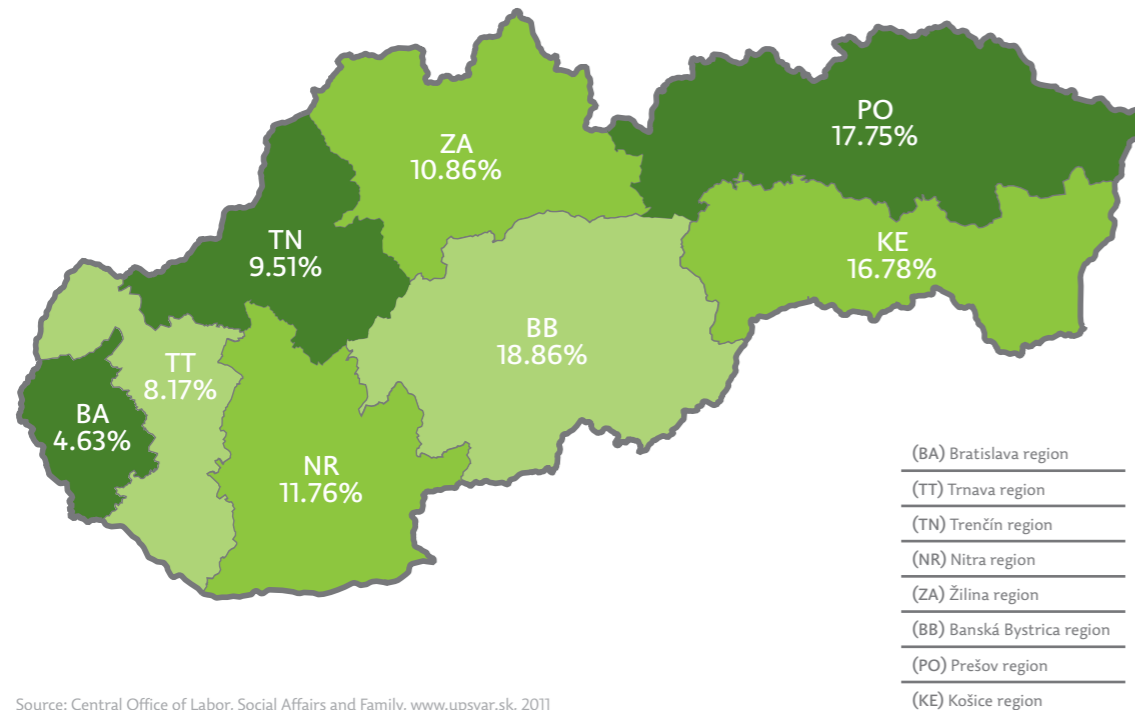 PO
17.75%
ZA
10.86%
TN
9.51%
KE
16.78%
BB
18.86%
TT
8.17%
BA
4.63%
NR
11.76%
(BA) Bratislava region
(TT) Trnava region
(TN) Trenčín region
(NR) Nitra region
(ZA) Žilina region
(BB) Banská Bystrica region
(PO) Prešov region
(KE) Košice region
Source: Central Office of Labor, Social Affairs and Family, www.upsvar.sk, 2011